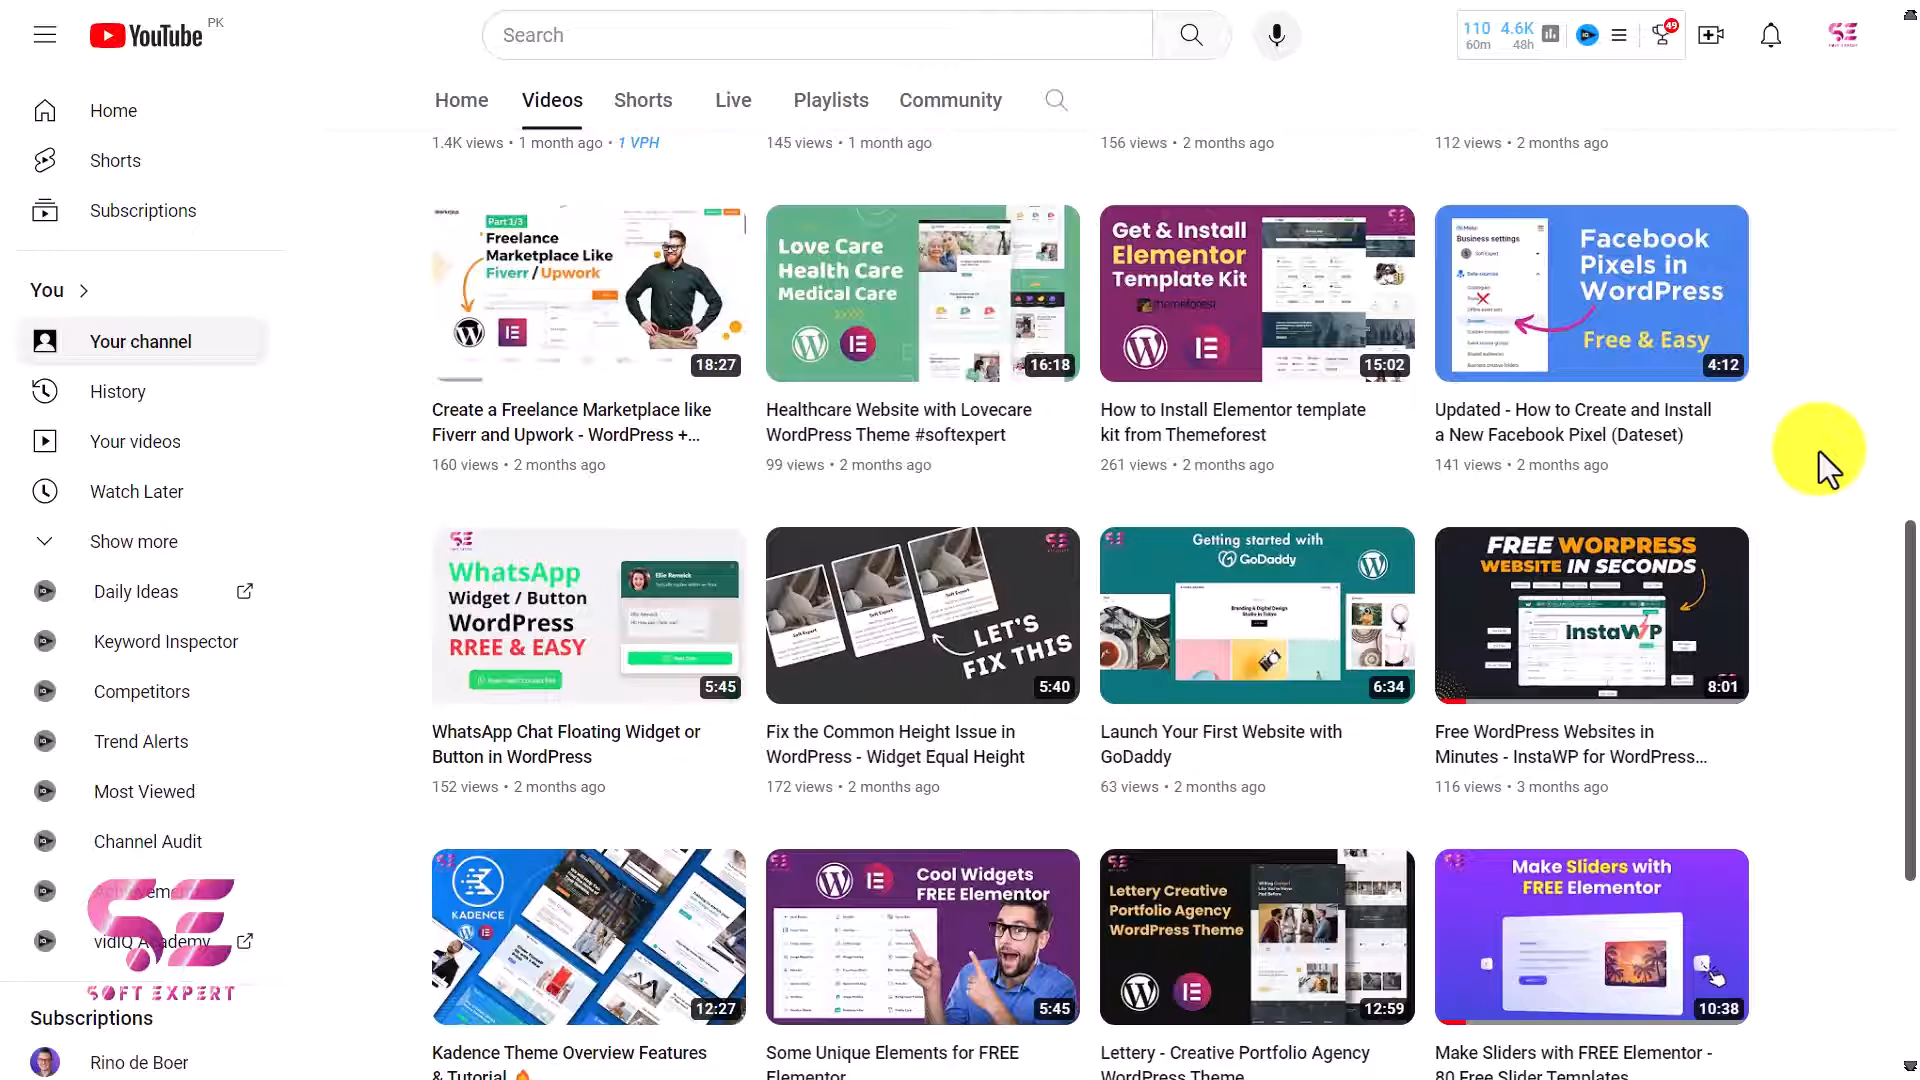 YouTube PK
Search
110 4.6K
60m 48h
49
Home
Shorts
Subscriptions
You
Your channel
History
Your videos
Watch Later
Show more
Daily Ideas
Keyword Inspector
Competitors
Trend Alerts
Most Viewed
Channel Audit
vidIQ Academy
SOFT EXPERT
Subscriptions
Rino de Boer
Home Videos Shorts Live Playlists Community
1.4K views • 1 month ago • 1 VPH
145 views • 1 month ago
156 views • 2 months ago
112 views • 2 months ago
Part 1/3
Freelance
Marketplace Like
Fiverr / Upwork
18:27
Love Care
Health Care
Medical Care
16:18
Get & Install
Elementor
Template Kit
themeforest
15:02
Business settings
Facebook
Pixels in
WordPress
Free & Easy
4:12
Create a Freelance Marketplace like
Fiverr and Upwork - WordPress +...
160 views • 2 months ago
Healthcare Website with Lovecare
WordPress Theme #softexpert
99 views • 2 months ago
How to Install Elementor template
kit from Themeforest
261 views • 2 months ago
Updated - How to Create and Install
a New Facebook Pixel (Dateset)
141 views • 2 months ago
WhatsApp
Widget / Button
WordPress
RREE & EASY
5:45
LET'S
FIX THIS
5:40
Getting started with
GoDaddy
6:34
FREE WORPRESS
WEBSITE IN SECONDS
InstaWP
8:01
WhatsApp Chat Floating Widget or
Button in WordPress
152 views • 2 months ago
Fix the Common Height Issue in
WordPress - Widget Equal Height
172 views • 2 months ago
Launch Your First Website with
GoDaddy
63 views • 2 months ago
Free WordPress Websites in
Minutes - InstaWP for WordPress...
116 views • 3 months ago
KADENCE
12:27
Cool Widgets
FREE Elementor
5:45
Lettery Creative
Portfolio Agency
WordPress Theme
12:59
Make Sliders with
FREE Elementor
10:38
Kadence Theme Overview Features
& Tutorial
Some Unique Elements for FREE
Elementor
Lettery - Creative Portfolio Agency
WordPress Theme
Make Sliders with FREE Elementor -
80 Free Slider Templates